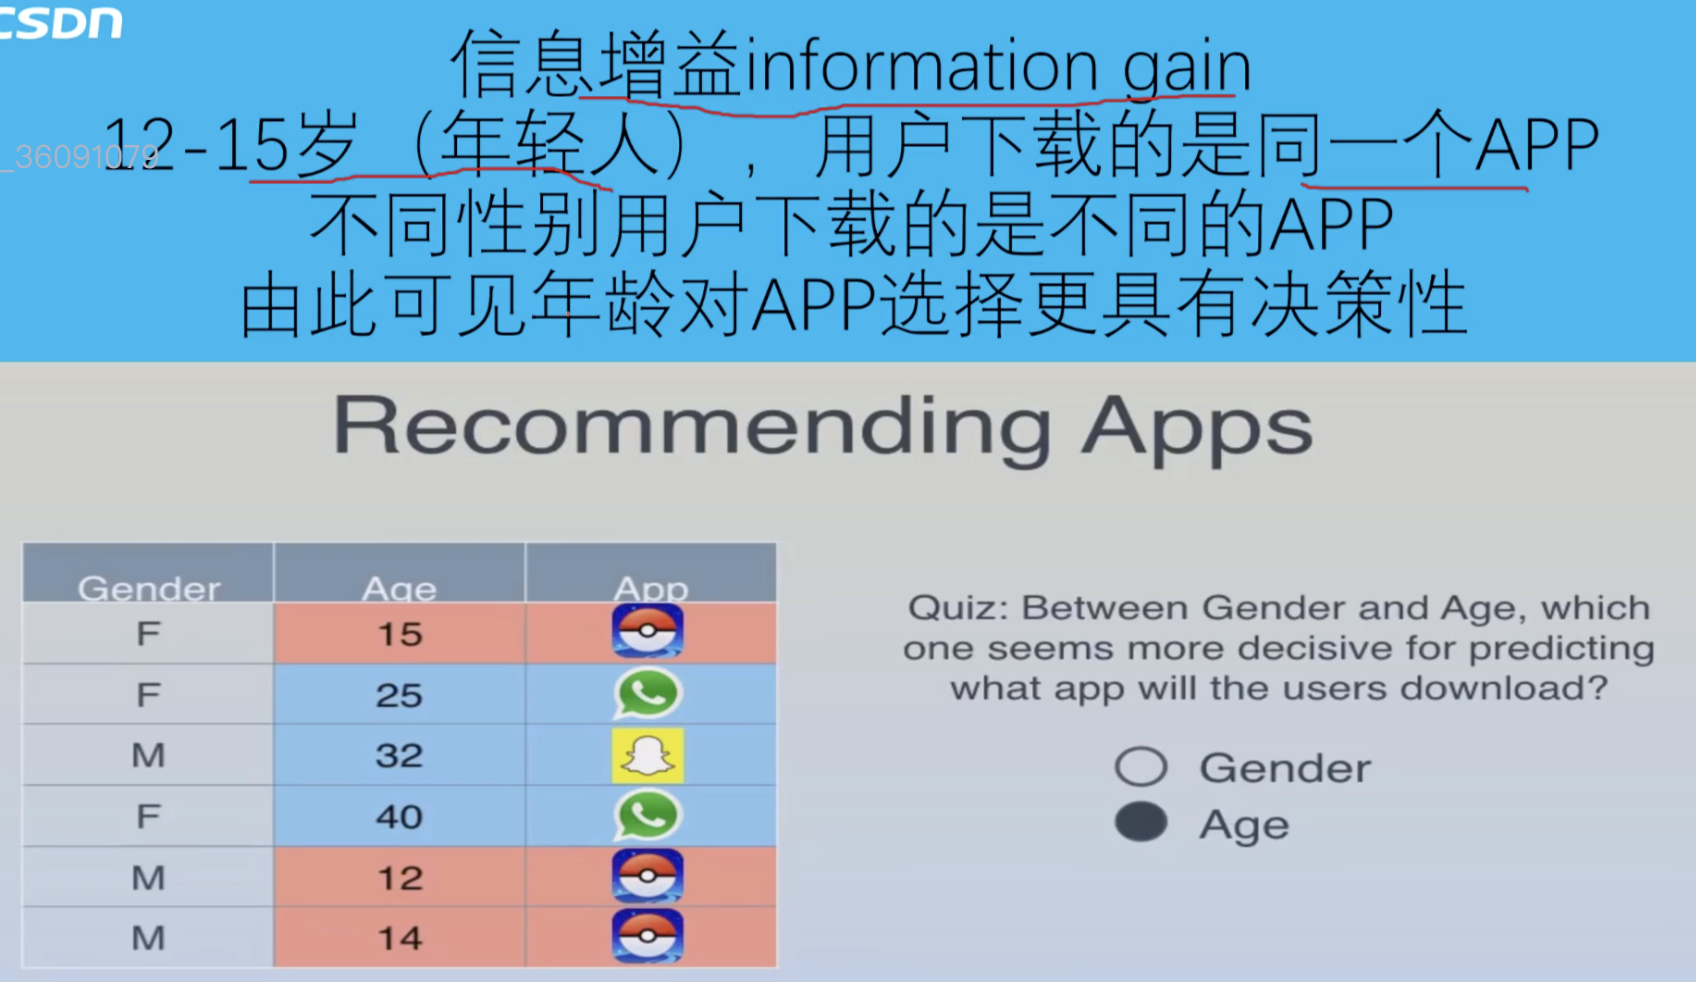 CSDN
信息增益information gain
12-15岁（年轻人），用户下载的是同一个APP
_36091079
不同性别用户下载的是不同的APP
由此可见年龄对APP选择更具有决策性
Recommending Apps
Gender Age App
F 15
F 25
M 32
F 40
M 12
M 14
Quiz: Between Gender and Age, which
one seems more decisive for predicting
what app will the users download?
Gender
Age